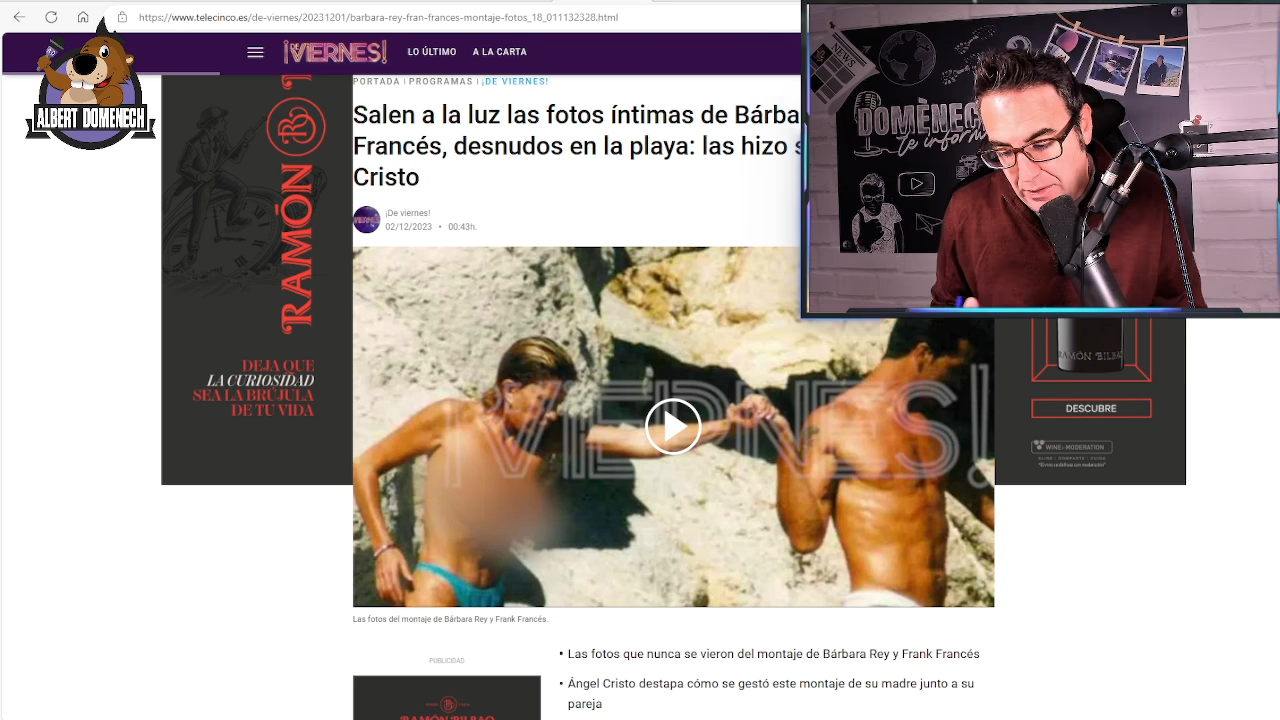 https://www.telecinco.es/de-viernes/20231201/barbara-rey-fran-frances-montaje-fotos_18_011132328.html
ALBERT DOMÈNECH
¡DE VIERNES!
LO ÚLTIMO
A LA CARTA
PORTADA | PROGRAMAS | ¡DE VIERNES!
Salen a la luz las fotos íntimas de Bárba
Francés, desnudos en la playa: las hizo s
Cristo
¡De viernes!
02/12/2023 • 00:43h.
NEWS
DOMÈNEC
te inform
RAMÓN
DEJA QUE
LA CURIOSIDAD
SEA LA BRÚJULA
DE TU VIDA
¡VIERNES!
RAMÓN BILBA
DESCUBRE
WINE in MODERATION
Las fotos del montaje de Bárbara Rey y Frank Francés.
• Las fotos que nunca se vieron del montaje de Bárbara Rey y Frank Francés
PUBLICIDAD
• Ángel Cristo destapa cómo se gestó este montaje de su madre junto a su
pareja
RAMÓN BILBAO